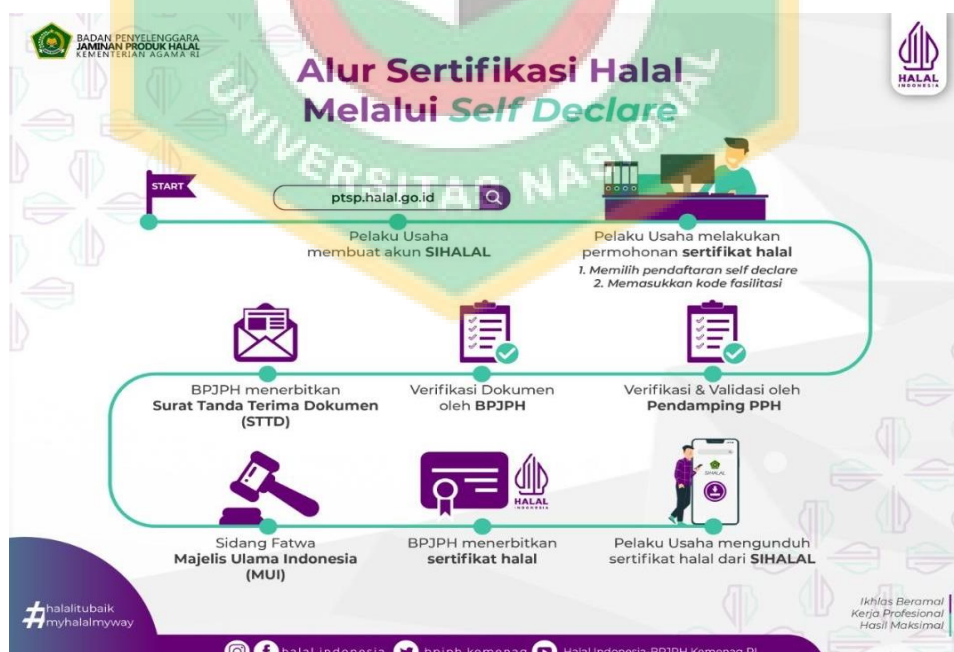 BADAN PENYELENGGARA
JAMINAN PRODUK HALAL
KEMENTERIAN AGAMA RI
HALAL
INDONESIA
Alur Sertifikasi Halal
Melalui Self Declare
UNIVERSITAS NASIONAL
START
ptsp.halal.go.id
Pelaku Usaha
membuat akun SIHALAL
Pelaku Usaha melakukan
permohonan sertifikat halal
1. Memilih pendaftaran self declare
2. Memasukkan kode fasilitasi
BPJPH menerbitkan
Surat Tanda Terima Dokumen
(STTD)
Verifikasi Dokumen
oleh BPJPH
Verifikasi & Validasi oleh
Pendamping PPH
HALAL
INDONESIA
SIHALAL
Sidang Fatwa
Majelis Ulama Indonesia
(MUI)
BPJPH menerbitkan
sertifikat halal
Pelaku Usaha mengunduh
sertifikat halal dari SIHALAL
#halalitubaik
#myhalalmyway
Ikhlas Beramal
Kerja Profesional
Hasil Maksimal
halal.indonesia bpjph.kemenag Halal Indonesia BPJPH Kemenag RI